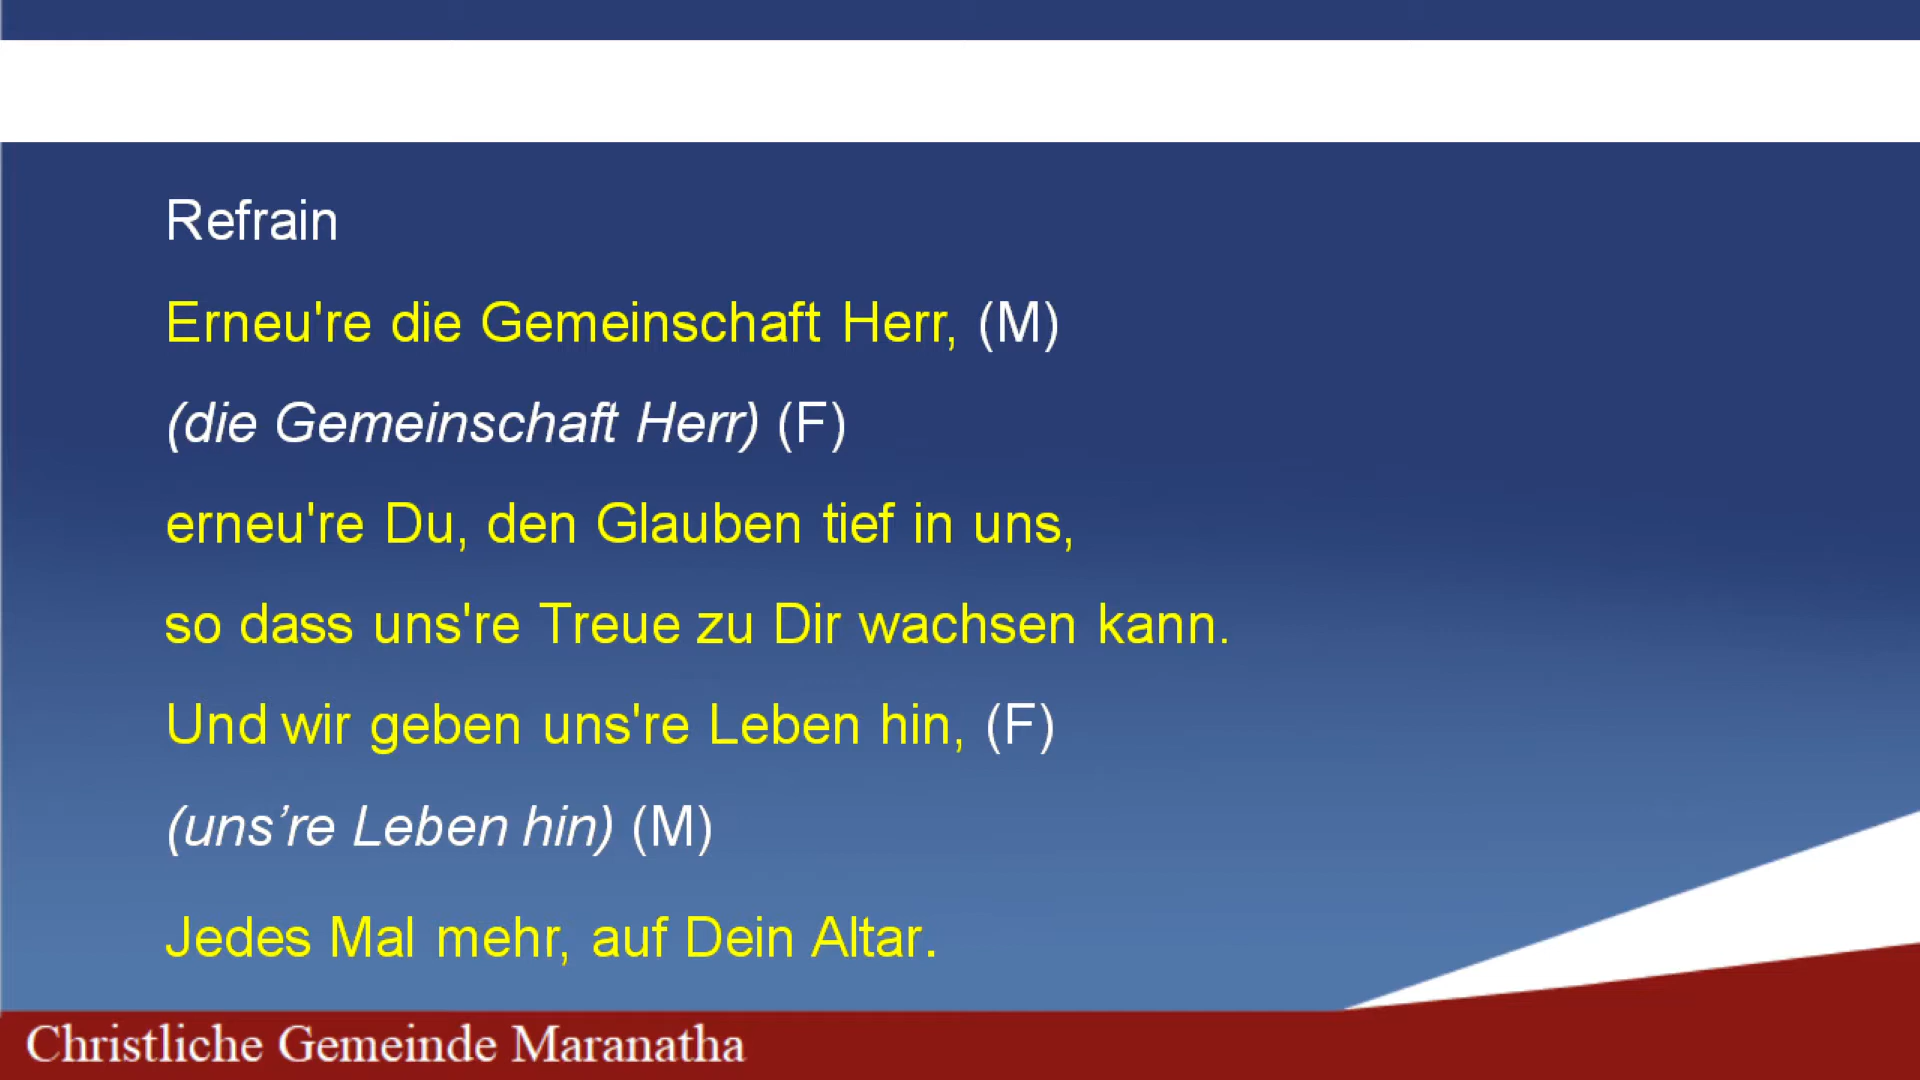 Refrain
Erneu're die Gemeinschaft Herr, (M)
(die Gemeinschaft Herr) (F)
erneu're Du, den Glauben tief in uns,
so dass uns're Treue zu Dir wachsen kann.
Und wir geben uns're Leben hin, (F)
(uns’re Leben hin) (M)
Jedes Mal mehr, auf Dein Altar.
Christliche Gemeinde Maranatha